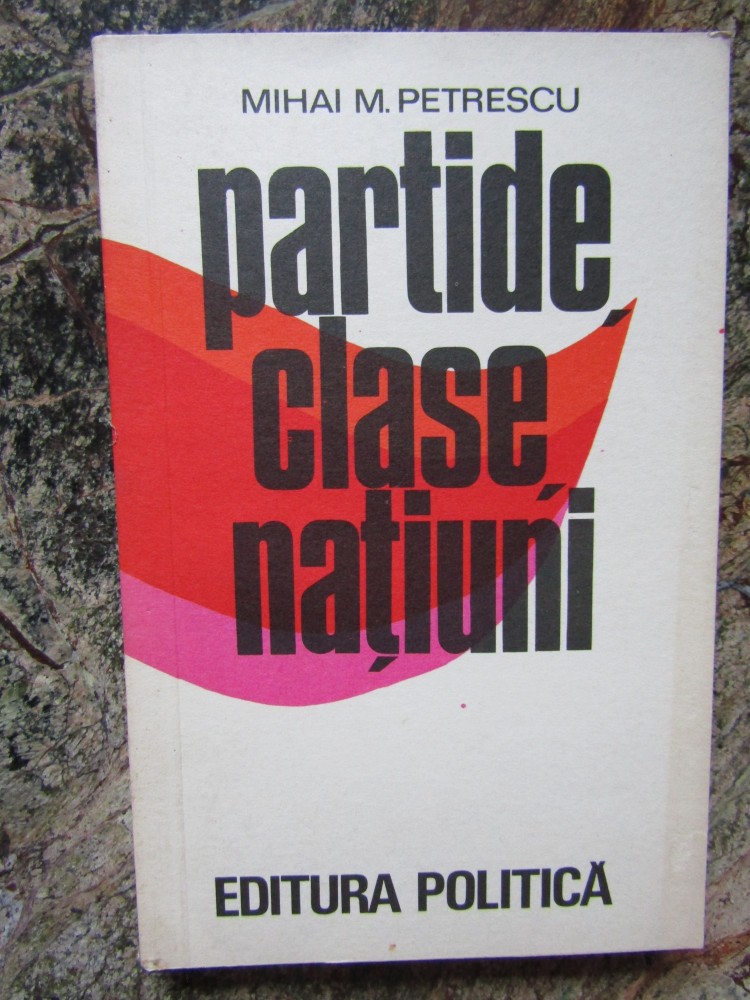 MIHAI M. PETRESCU
partide,
clase,
națiuni
EDITURA POLITICĂ